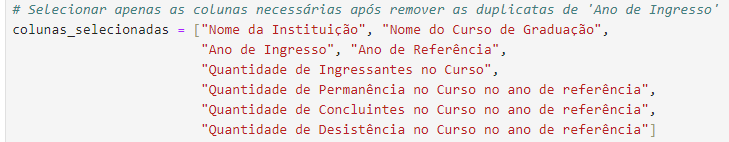 # Selecionar apenas as colunas necessárias após remover as duplicatas de 'Ano de Ingresso'
colunas_selecionadas = ["Nome da Instituição", "Nome do Curso de Graduação",
"Ano de Ingresso", "Ano de Referência",
"Quantidade de Ingressantes no Curso",
"Quantidade de Permanência no Curso no ano de referência",
"Quantidade de Concluintes no Curso no ano de referência",
"Quantidade de Desistência no Curso no ano de referência"]